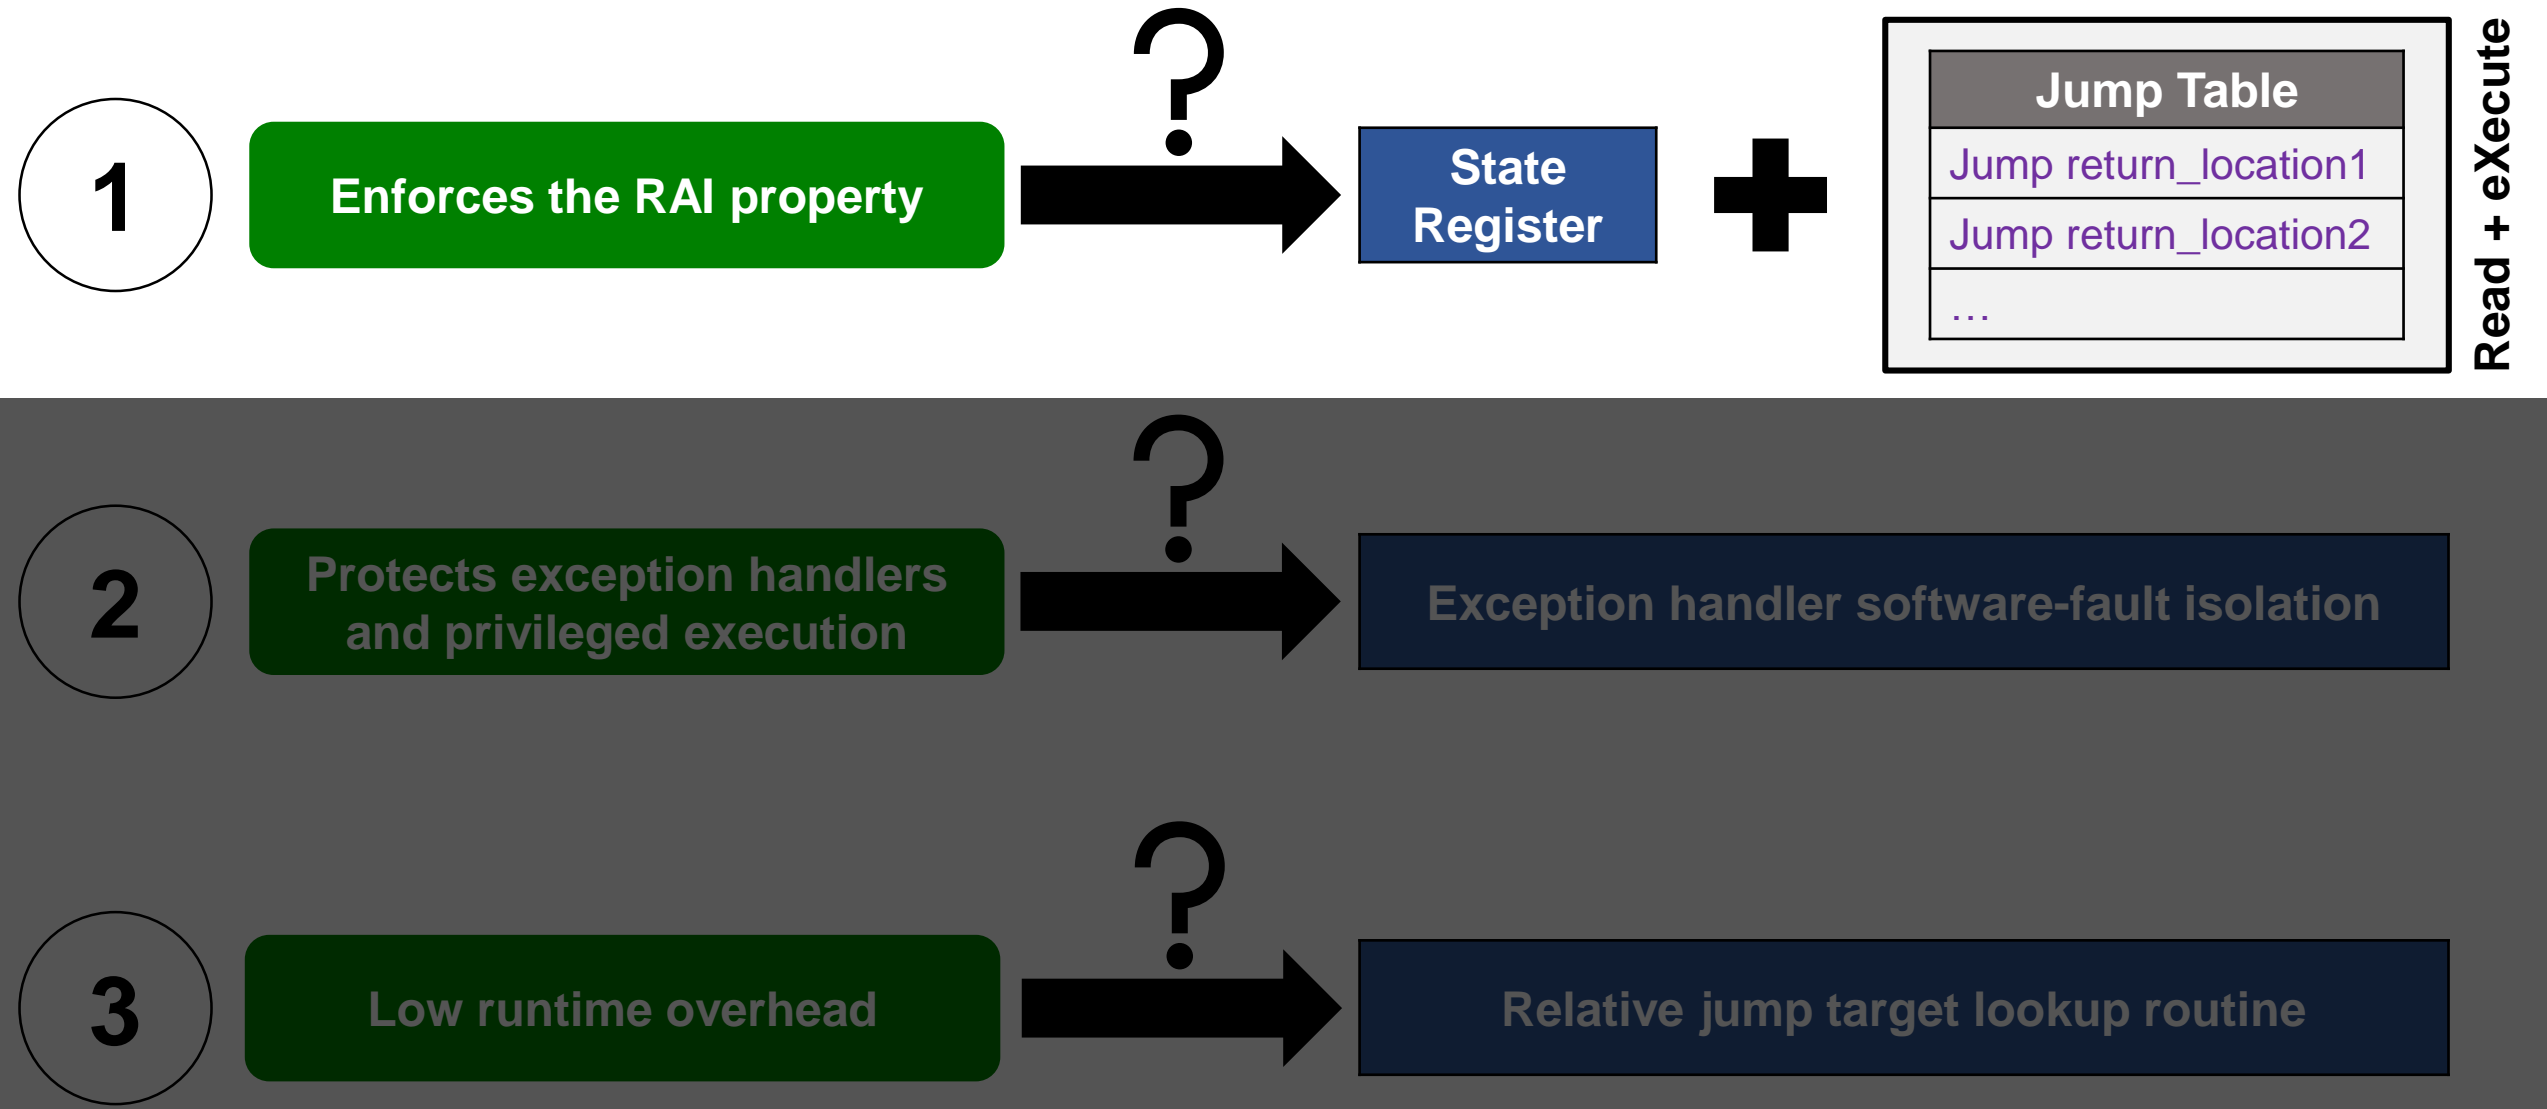 ?
1
Enforces the RAI property
State
Register
Jump Table
Jump return_location1
Jump return_location2
…
Read + eXecute
?
2
Protects exception handlers
and privileged execution
Exception handler software-fault isolation
?
3
Low runtime overhead
Relative jump target lookup routine